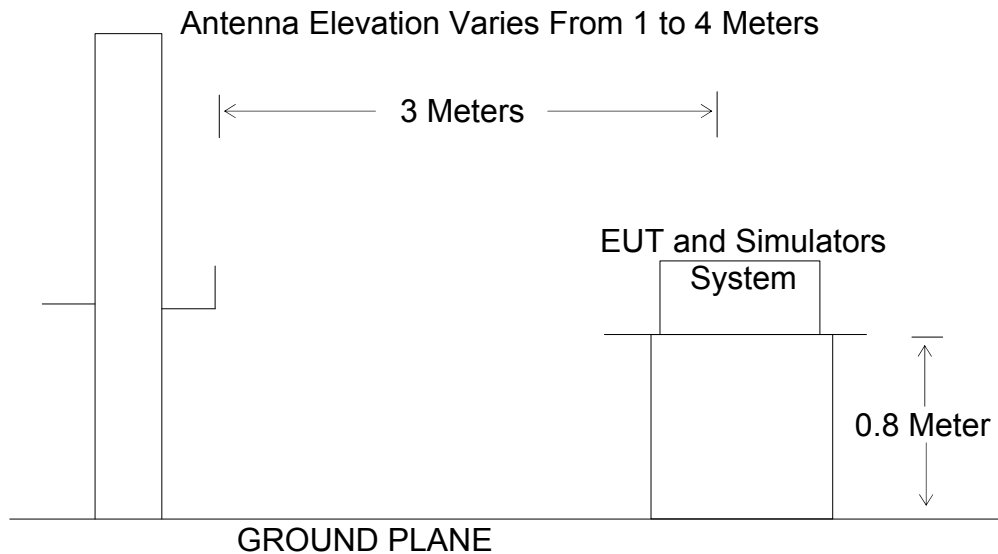 Antenna Elevation Varies From 1 to 4 Meters
3 Meters
EUT and Simulators
System
0.8 Meter
GROUND PLANE